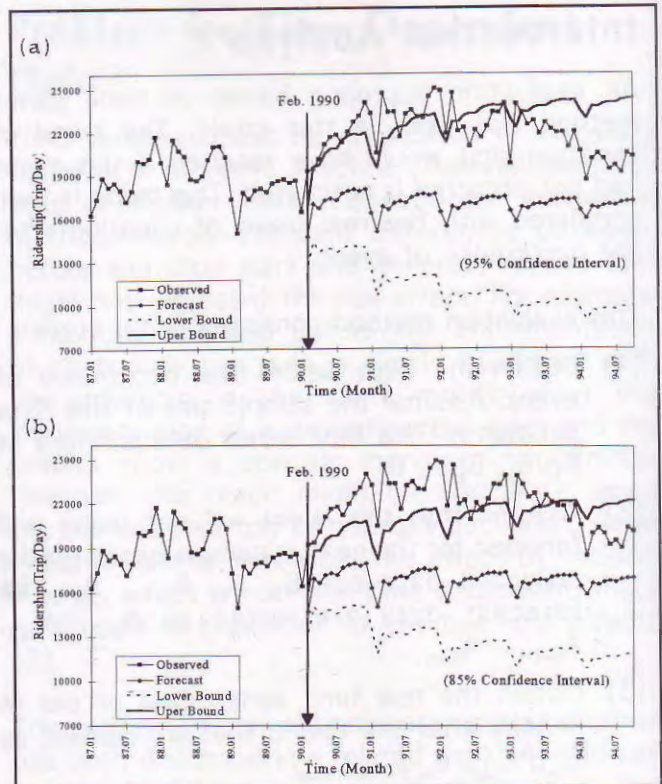 (a)
Ridership(Trip/Day)
25000
22000
19000
16000
13000
10000
7000
Feb. 1990
(95% Confidence Interval)
Observed
Forecast
Lower Bound
Uper Bound
87.01 87.07 88.01 88.07 89.01 89.07 90.01 90.07 91.01 91.07 92.01 92.07 93.01 93.07 94.01 94.07
Time (Month)
(b)
Ridership(Trip/Day)
25000
22000
19000
16000
13000
10000
7000
Feb. 1990
(85% Confidence Interval)
Observed
Forecast
Lower Bound
Uper Bound
87.01 87.07 88.01 88.07 89.01 89.07 90.01 90.07 91.01 91.07 92.01 92.07 93.01 93.07 94.01 94.07
Time (Month)